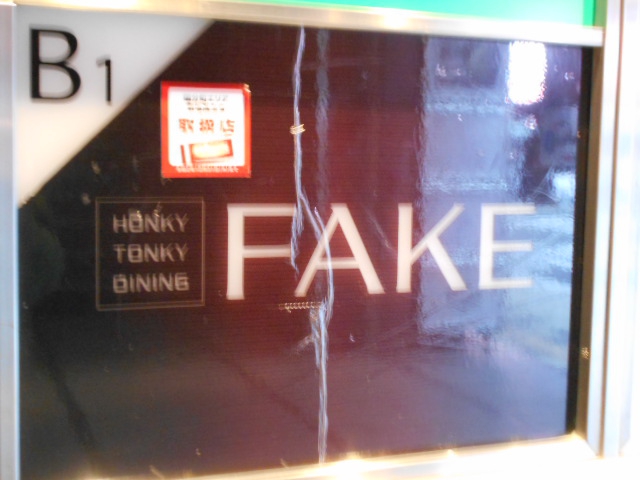 B1
取扱店
HONKY
TONKY
DINING
FAKE